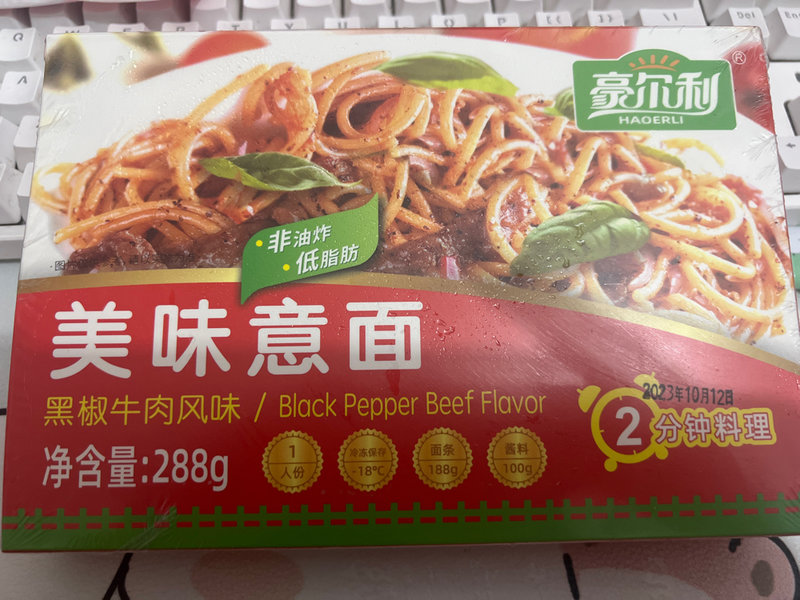 豪尔利
®
HAOERLI
·非油炸
·低脂肪
美味意面
黑椒牛肉风味 / Black Pepper Beef Flavor
2023年10月12日
2 分钟料理
净含量:288g
1
人份
冷冻保存
-18℃
面条
188g
酱料
100g
Q
A
Del
End